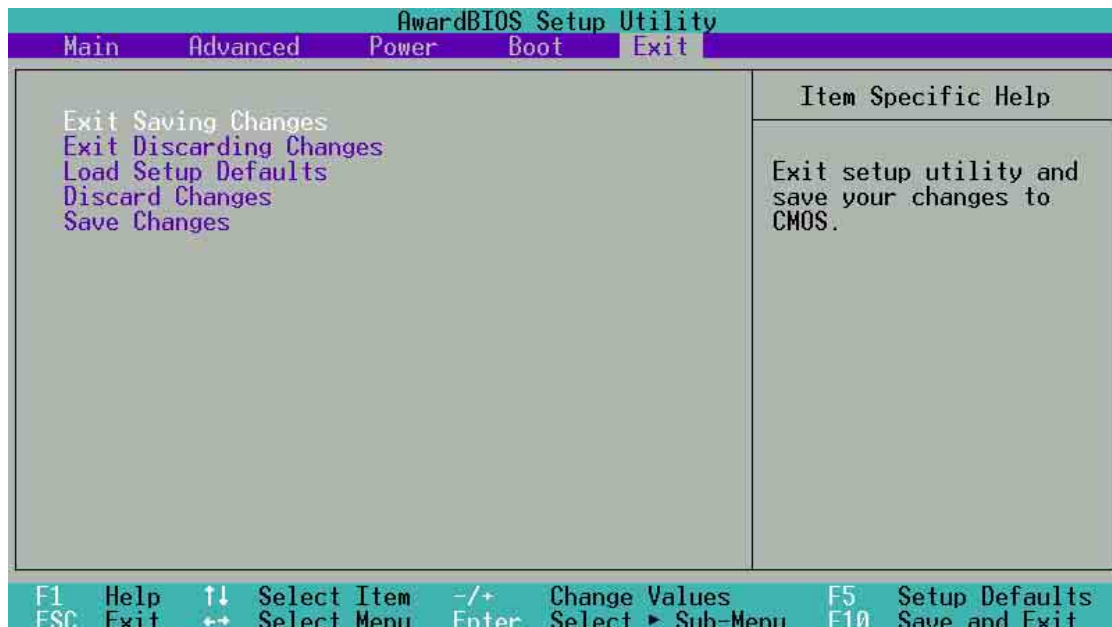 AwardBIOS Setup Utility
Main Advanced Power Boot Exit
Exit Saving Changes
Exit Discarding Changes
Load Setup Defaults
Discard Changes
Save Changes
Item Specific Help
Exit setup utility and
save your changes to
CMOS.
F1 Help ↑↓ Select Item -/+ Change Values F5 Setup Defaults
ESC Exit ←→ Select Menu Enter Select ▶ Sub-Menu F10 Save and Exit